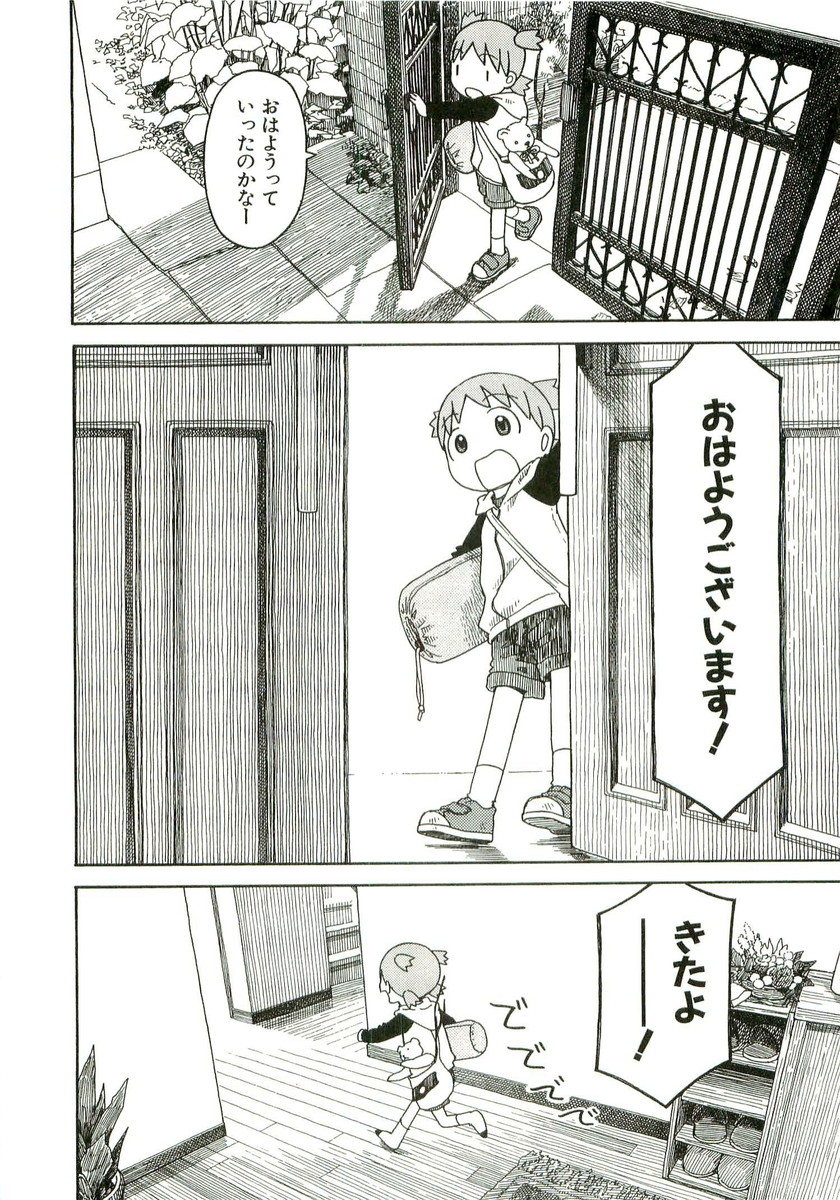 おはようって
いったのかなー
おはようございます！
きたよ
ーー！
でででで